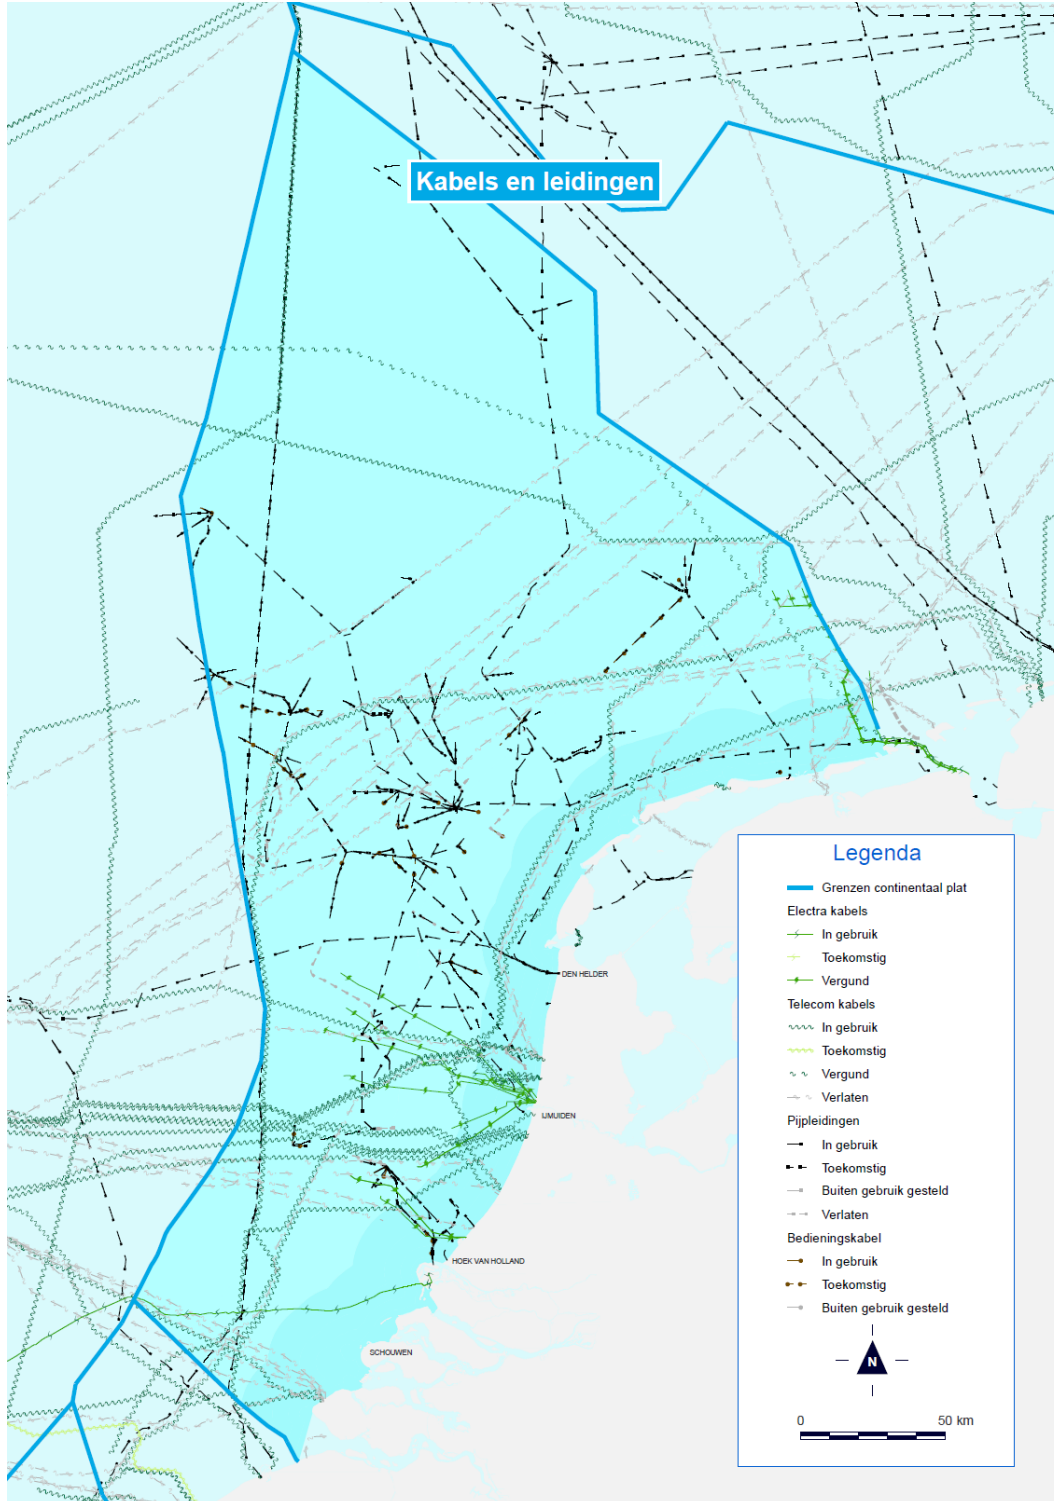 Kabels en leidingen
DEN HELDER
IJMUIDEN
HOEK VAN HOLLAND
SCHOUWEN
Legenda
Grenzen continentaal plat
Electra kabels
In gebruik
Toekomstig
Vergund
Telecom kabels
In gebruik
Toekomstig
Vergund
Verlaten
Pijpleidingen
In gebruik
Toekomstig
Buiten gebruik gesteld
Verlaten
Bedieningskabel
In gebruik
Toekomstig
Buiten gebruik gesteld
N
0 50 km